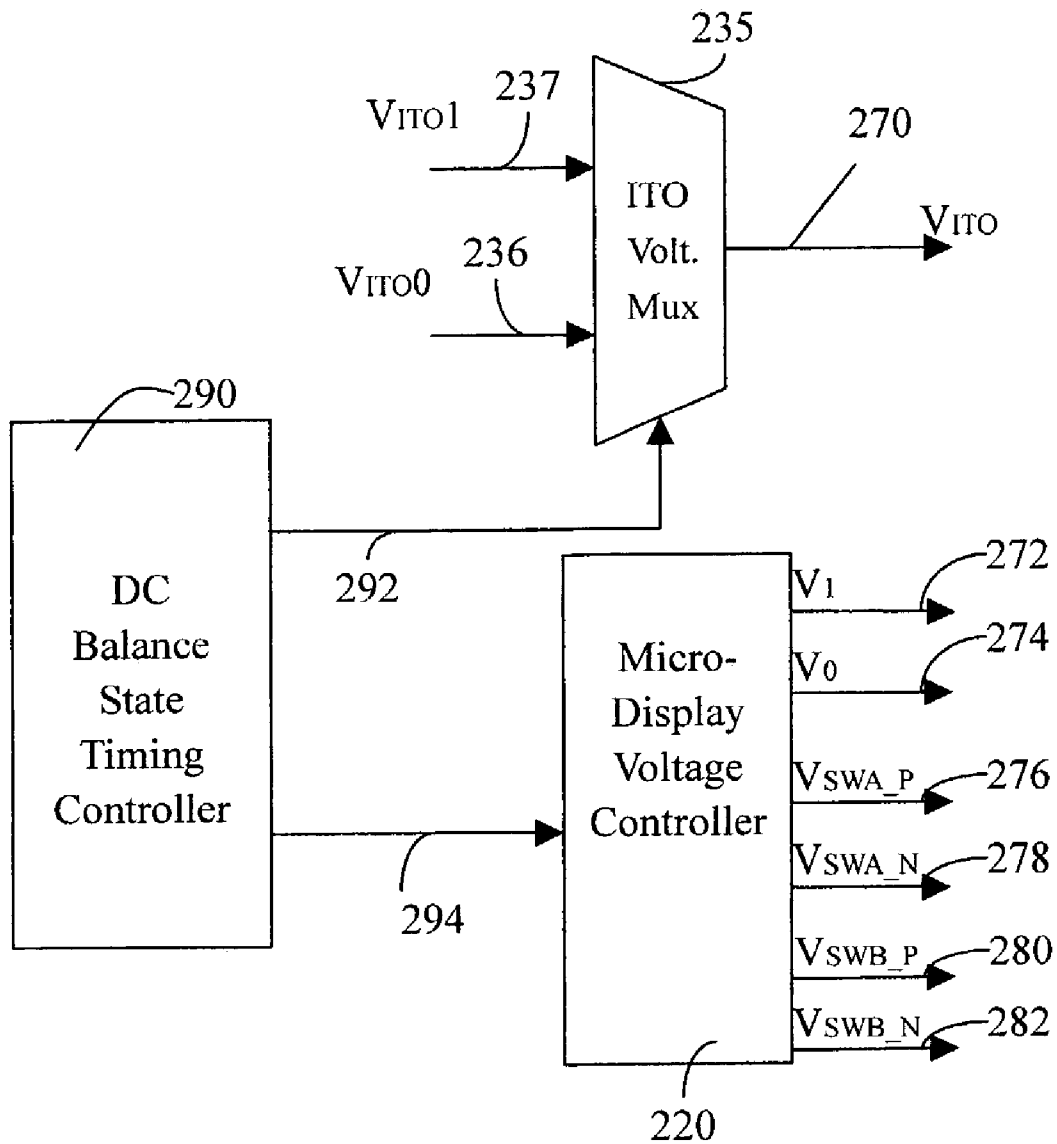 235
237
VITO1
270
ITO
Volt.
Mux
VITO
236
VITO0
290
292
DC
Balance
State
Timing
Controller
294
Micro-
Display
Voltage
Controller
V1
272
V0
274
VSWA_P
276
VSWA_N
278
VSWB_P
280
VSWB_N
282
220